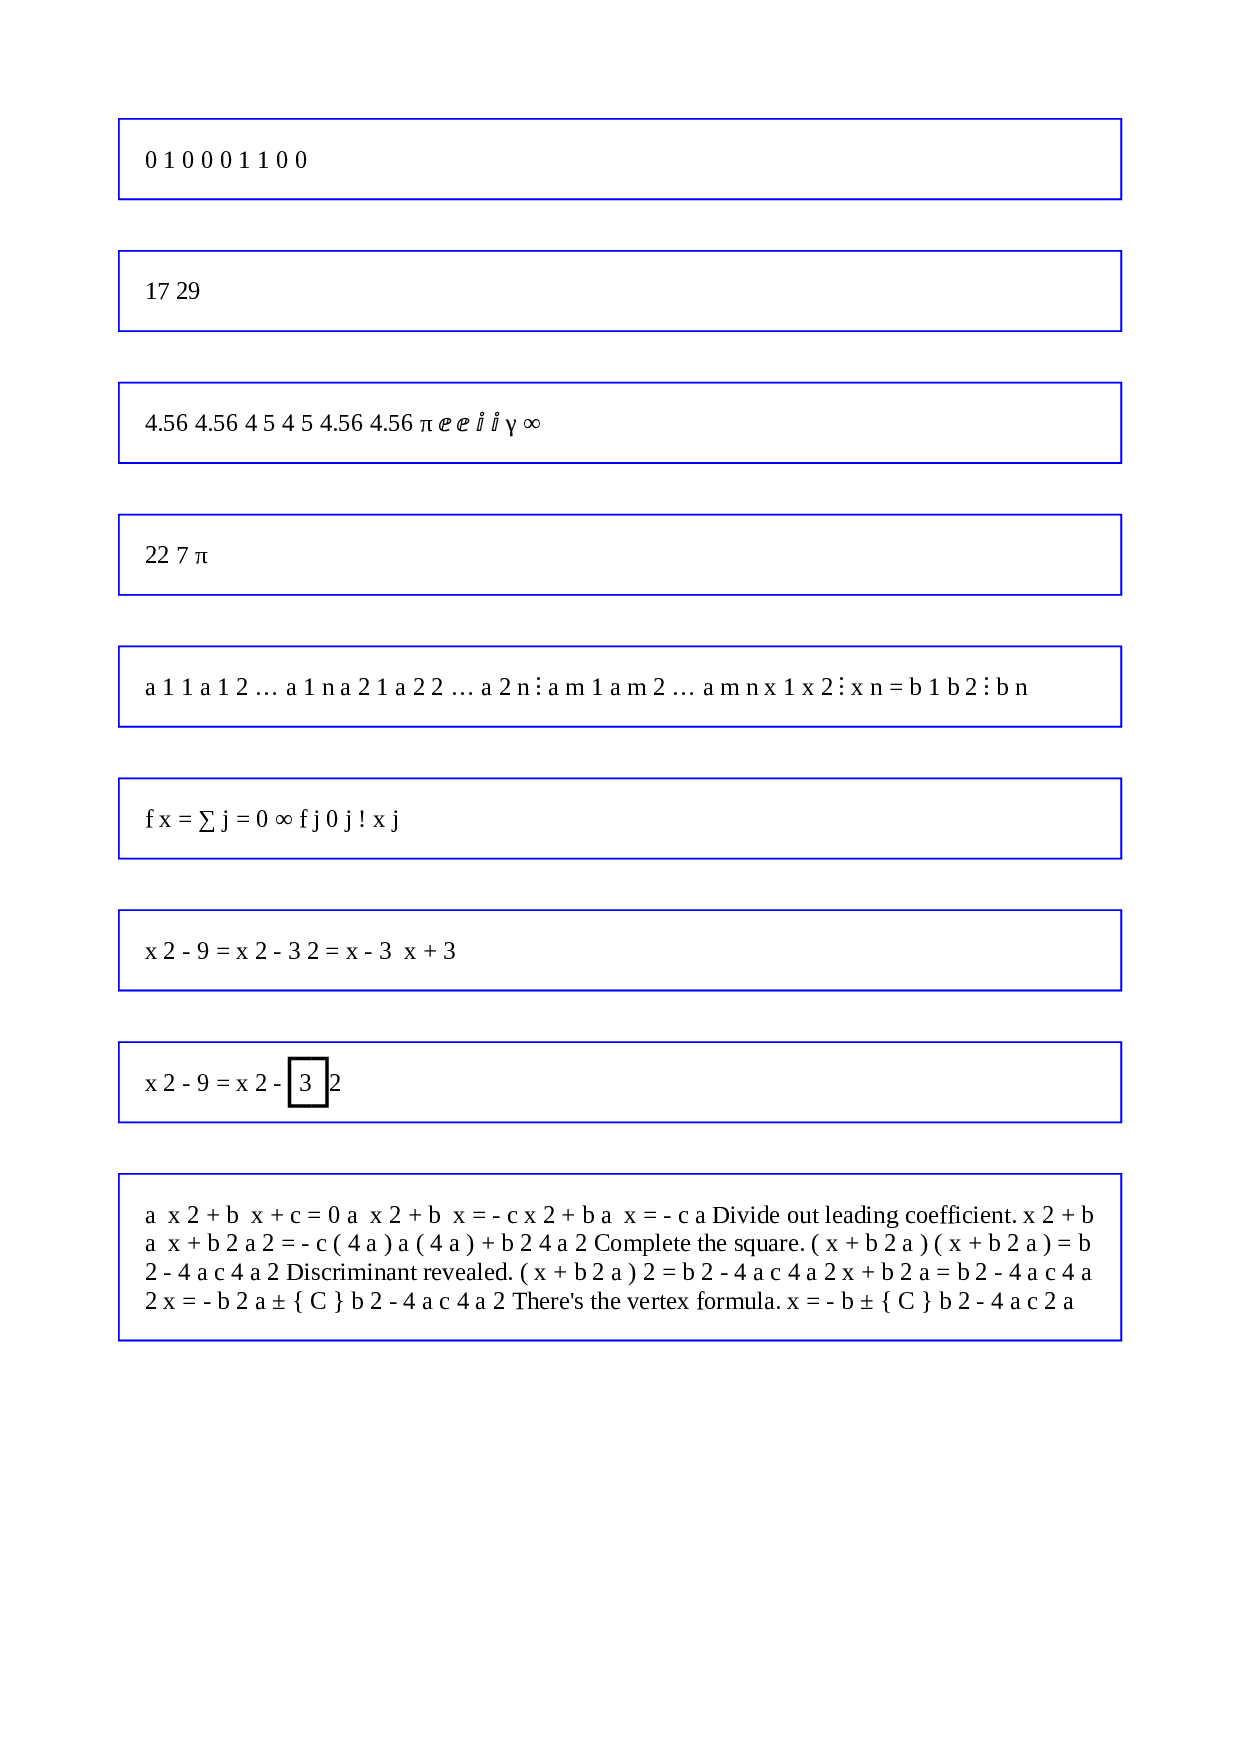 0 1 0 0 0 1 1 0 0
17 29
4.56 4.56 4 5 4 5 4.56 4.56 π ⅇ ⅇ ⅈ ⅈ γ ∞
22 7 π
a 1 1 a 1 2 … a 1 n a 2 1 a 2 2 … a 2 n ⋮ a m 1 a m 2 … a m n x 1 x 2 ⋮ x n = b 1 b 2 ⋮ b n
f x = ∑ j = 0 ∞ f j 0 j ! x j
x 2 - 9 = x 2 - 3 2 = x - 3 x + 3
x 2 - 9 = x 2 - 3 2
a x 2 + b x + c = 0 a x 2 + b x = - c x 2 + b a x = - c a Divide out leading coefficient. x 2 + b
a x + b 2 a 2 = - c ( 4 a ) a ( 4 a ) + b 2 4 a 2 Complete the square. ( x + b 2 a ) ( x + b 2 a ) = b
2 - 4 a c 4 a 2 Discriminant revealed. ( x + b 2 a ) 2 = b 2 - 4 a c 4 a 2 x + b 2 a = b 2 - 4 a c 4 a
2 x = - b 2 a ± { C } b 2 - 4 a c 4 a 2 There's the vertex formula. x = - b ± { C } b 2 - 4 a c 2 a